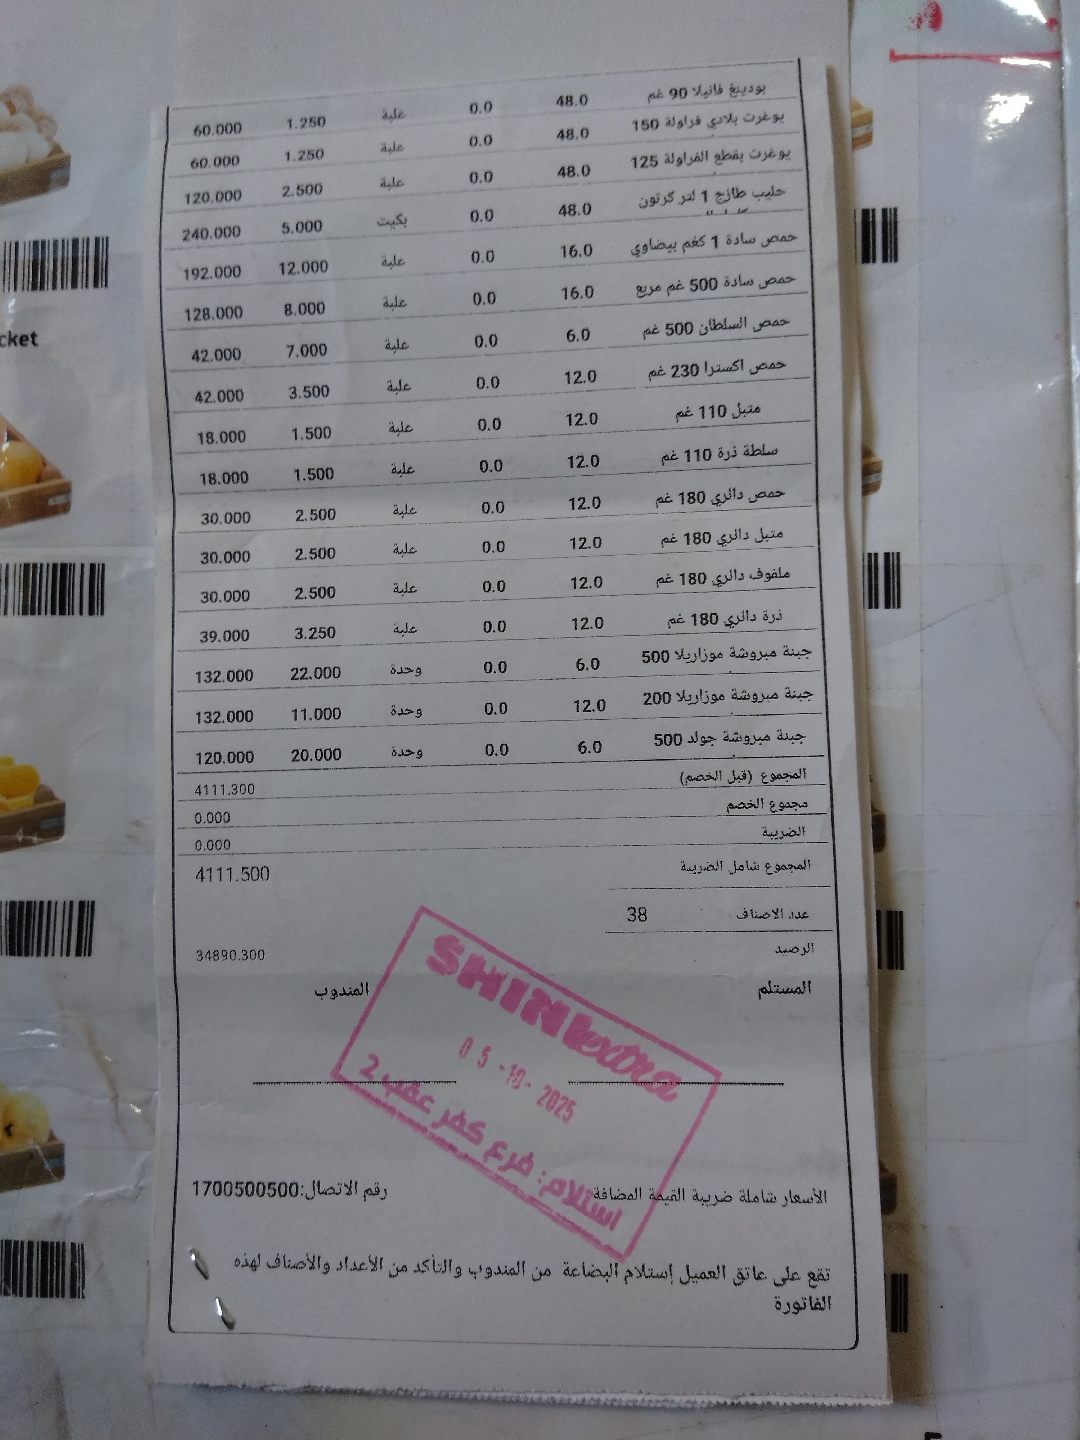 بودينغ فانيلا 90 غم 48.0 0.0 علبة 1.250 60.000
يوغرت بلادي فراولة 150 48.0 0.0 علبة 1.250 60.000
يوغرت بقطع الفراولة 125 48.0 0.0 علبة 2.500 120.000
حليب طازج 1 لتر كرتون 48.0 0.0 بكيت 5.000 240.000
حمص سادة 1 كغم بيضاوي 16.0 0.0 علبة 12.000 192.000
حمص سادة 500 غم مربع 16.0 0.0 علبة 8.000 128.000
حمص السلطان 500 غم 6.0 0.0 علبة 7.000 42.000
حمص اكسترا 230 غم 12.0 0.0 علبة 3.500 42.000
متبل 110 غم 12.0 0.0 علبة 1.500 18.000
سلطة ذرة 110 غم 12.0 0.0 علبة 1.500 18.000
حمص دائري 180 غم 12.0 0.0 علبة 2.500 30.000
متبل دائري 180 غم 12.0 0.0 علبة 2.500 30.000
ملفوف دائري 180 غم 12.0 0.0 علبة 2.500 30.000
ذرة دائري 180 غم 12.0 0.0 علبة 3.250 39.000
جبنة مبروشة موزاريلا 500 6.0 0.0 وحدة 22.000 132.000
جبنة مبروشة موزاريلا 200 12.0 0.0 وحدة 11.000 132.000
جبنة مبروشة جولد 500 6.0 0.0 وحدة 20.000 120.000
المجموع (قبل الخصم) 4111.300
مجموع الخصم 0.000
الضريبة 0.000
المجموع شامل الضريبة 4111.500
عدد الاصناف 38
الرصيد 34890.300
المستلم المندوب
SHINI extra
05-10-2025
استلام: فرع كفر عقب 2
الأسعار شاملة ضريبة القيمة المضافة رقم الاتصال:1700500500
تقع على عاتق العميل إستلام البضاعة من المندوب والتأكد من الأعداد والأصناف لهذه
الفاتورة
cket